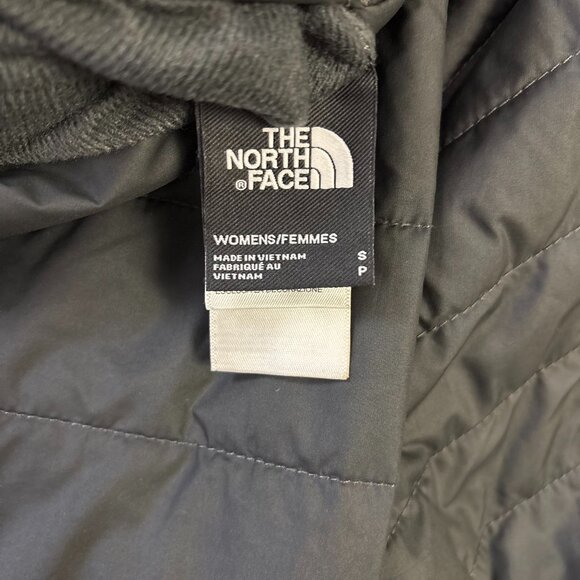 THE
NORTH
®FACE
WOMENS/FEMMES
MADE IN VIETNAM
FABRIQUÉ AU
VIETNAM
S
P